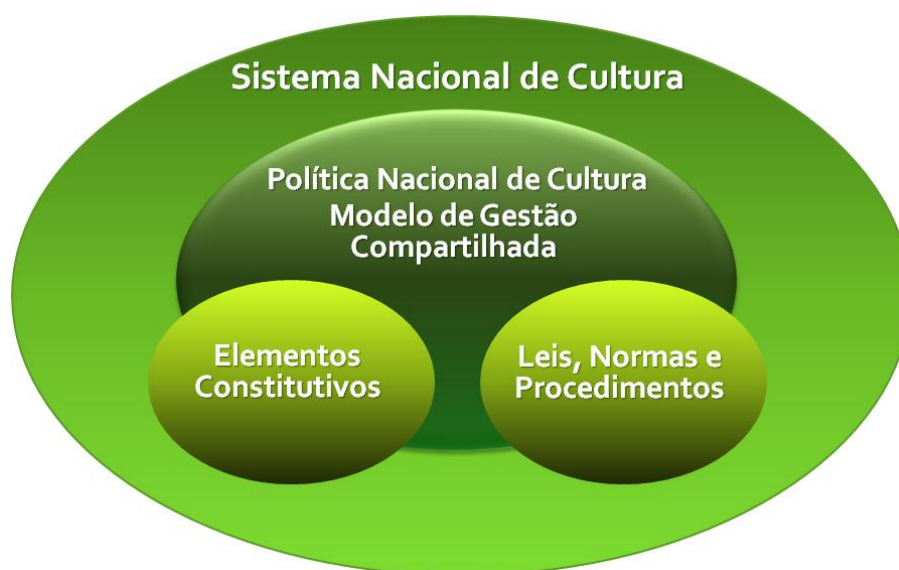 Sistema Nacional de Cultura
Política Nacional de Cultura
Modelo de Gestão
Compartilhada
Elementos
Constitutivos
Leis, Normas e
Procedimentos